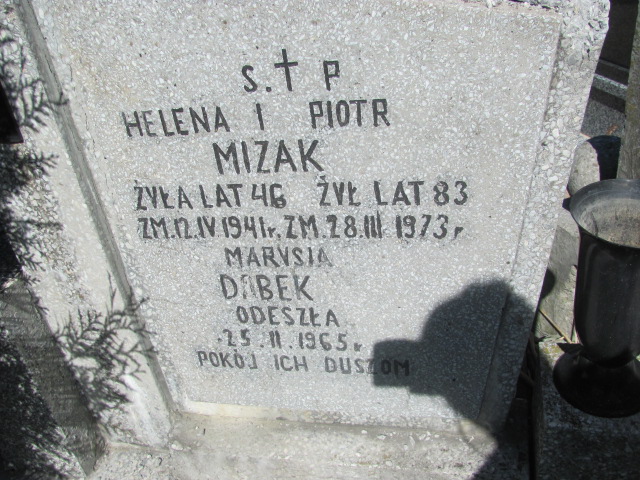 S. † P
HELENA I PIOTR
MIZAK
ŻYŁA LAT 46 ŻYŁ LAT 83
ZM.12.IV 1941r. ZM.28.III 1973r
MARYSIA
DĄBEK
ODESZŁA
25.II.1965r
POKÓJ ICH DUSZOM